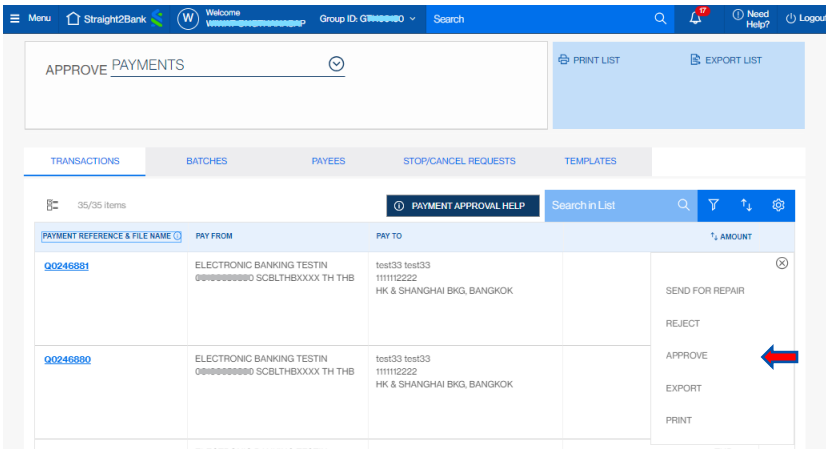 Menu Straight2Bank W Welcome Group ID: Search 17 Need Help? Logout
APPROVE PAYMENTS
PRINT LIST EXPORT LIST
TRANSACTIONS BATCHES PAYEES STOP/CANCEL REQUESTS TEMPLATES
35/35 items PAYMENT APPROVAL HELP Search in List
PAYMENT REFERENCE & FILE NAME PAY FROM PAY TO AMOUNT
Q0246881 ELECTRONIC BANKING TESTIN test33 test33
SCBLTHBXXXX TH THB 1111112222
HK & SHANGHAI BKG, BANGKOK
SEND FOR REPAIR
REJECT
Q0246880 ELECTRONIC BANKING TESTIN test33 test33
SCBLTHBXXXX TH THB 1111112222
HK & SHANGHAI BKG, BANGKOK
APPROVE
EXPORT
PRINT